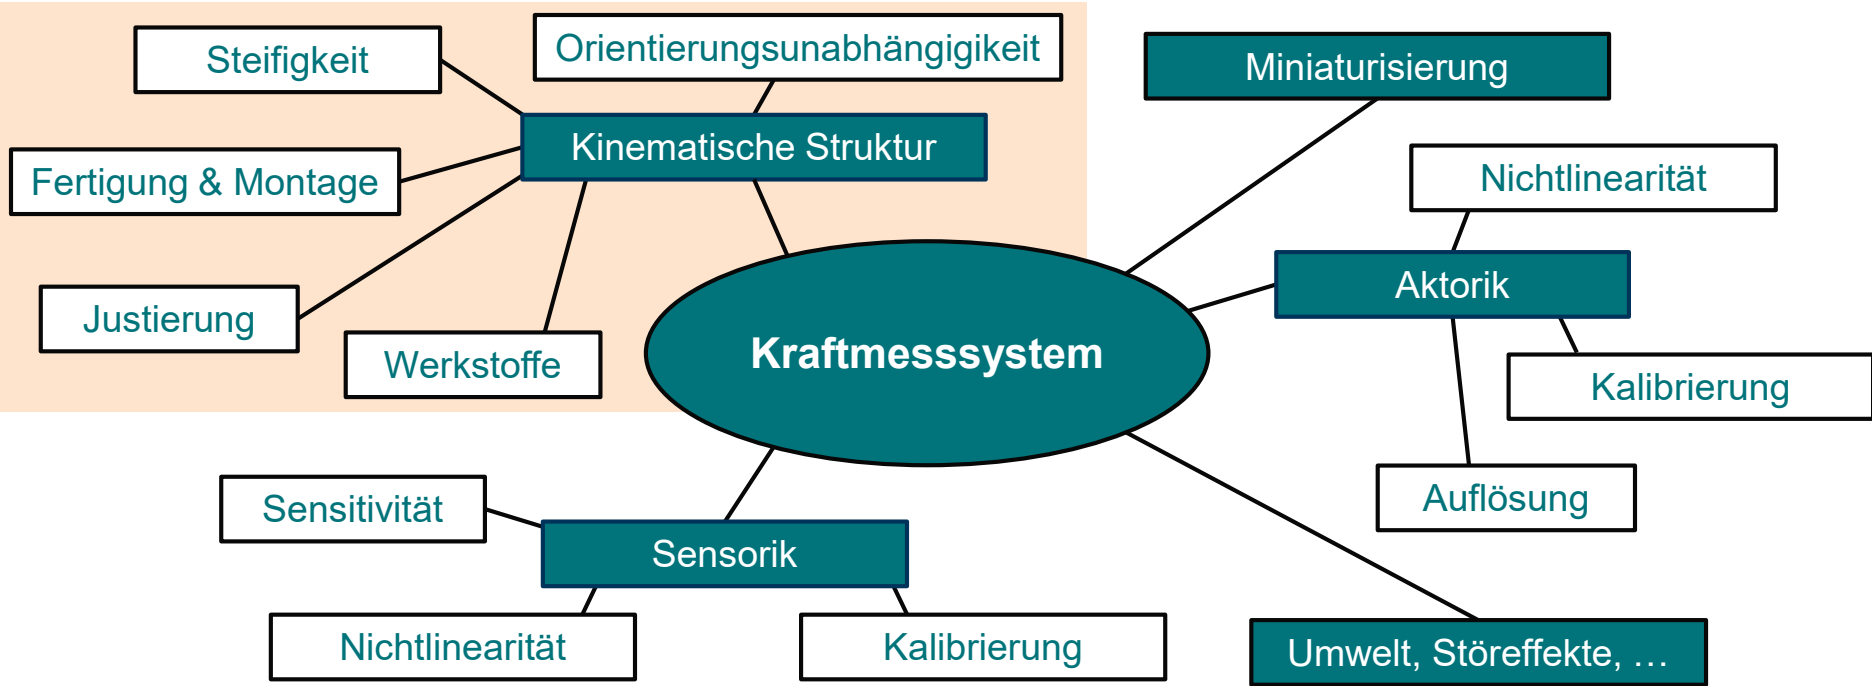 Steifigkeit
Orientierungsunabhängigikeit
Miniaturisierung
Kinematische Struktur
Fertigung & Montage
Nichtlinearität
Aktorik
Justierung
Werkstoffe
Kraftmesssystem
Kalibrierung
Auflösung
Sensitivität
Sensorik
Nichtlinearität
Kalibrierung
Umwelt, Störeffekte, …